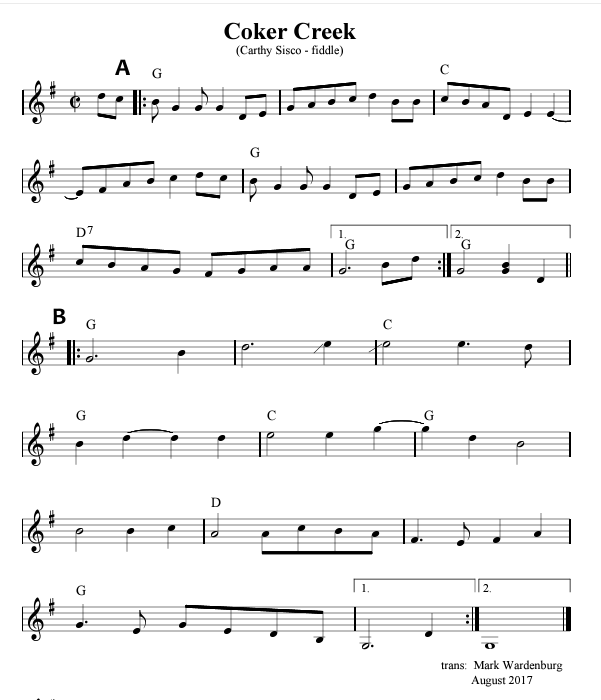 Coker Creek
(Carthy Sisco - fiddle)
A
G C
G
D7 1. G 2. G
B
G C
G C G
D
G 1. 2.
trans: Mark Wardenburg
August 2017